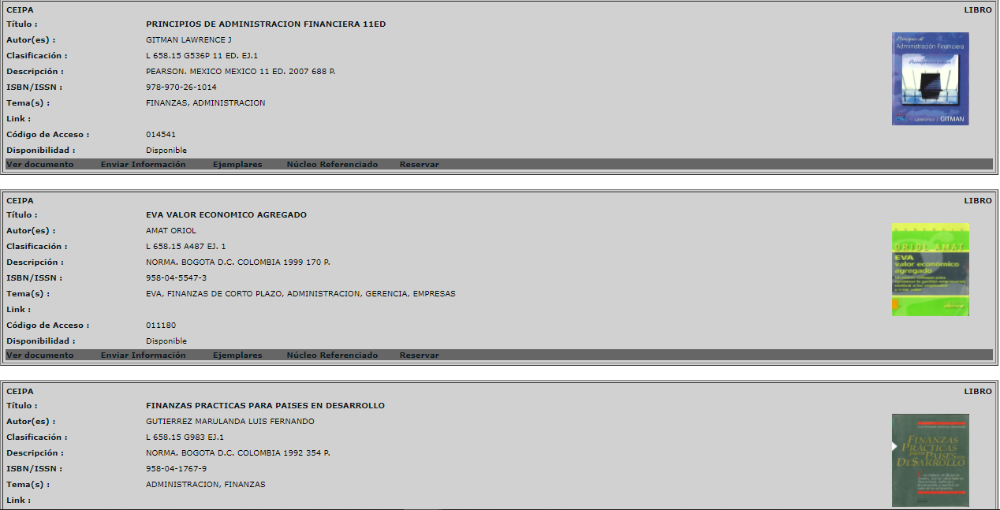 CEIPA LIBRO
Título : PRINCIPIOS DE ADMINISTRACION FINANCIERA 11ED
Autor(es) : GITMAN LAWRENCE J
Clasificación : L 658.15 G536P 11 ED. EJ.1
Descripción : PEARSON. MEXICO MEXICO 11 ED. 2007 688 P.
ISBN/ISSN : 978-970-26-1014
Tema(s) : FINANZAS, ADMINISTRACION
Link :
Código de Acceso : 014541
Disponibilidad : Disponible
Principios de
Administración Financiera
Lawrence J. GITMAN
Ver documento Enviar Información Ejemplares Núcleo Referenciado Reservar
CEIPA LIBRO
Título : EVA VALOR ECONOMICO AGREGADO
Autor(es) : AMAT ORIOL
Clasificación : L 658.15 A487 EJ. 1
Descripción : NORMA. BOGOTA D.C. COLOMBIA 1999 170 P.
ISBN/ISSN : 958-04-5547-3
Tema(s) : EVA, FINANZAS DE CORTO PLAZO, ADMINISTRACION, GERENCIA, EMPRESAS
Link :
Código de Acceso : 011180
Disponibilidad : Disponible
ORIOL AMAT
EVA
valor económico
agregado
Ver documento Enviar Información Ejemplares Núcleo Referenciado Reservar
CEIPA LIBRO
Título : FINANZAS PRACTICAS PARA PAISES EN DESARROLLO
Autor(es) : GUTIERREZ MARULANDA LUIS FERNANDO
Clasificación : L 658.15 G983 EJ.1
Descripción : NORMA. BOGOTA D.C. COLOMBIA 1992 354 P.
ISBN/ISSN : 958-04-1767-9
Tema(s) : ADMINISTRACION, FINANZAS
Link :
FINANZAS
PRÁCTICAS
para PAISES en
DESARROLLO